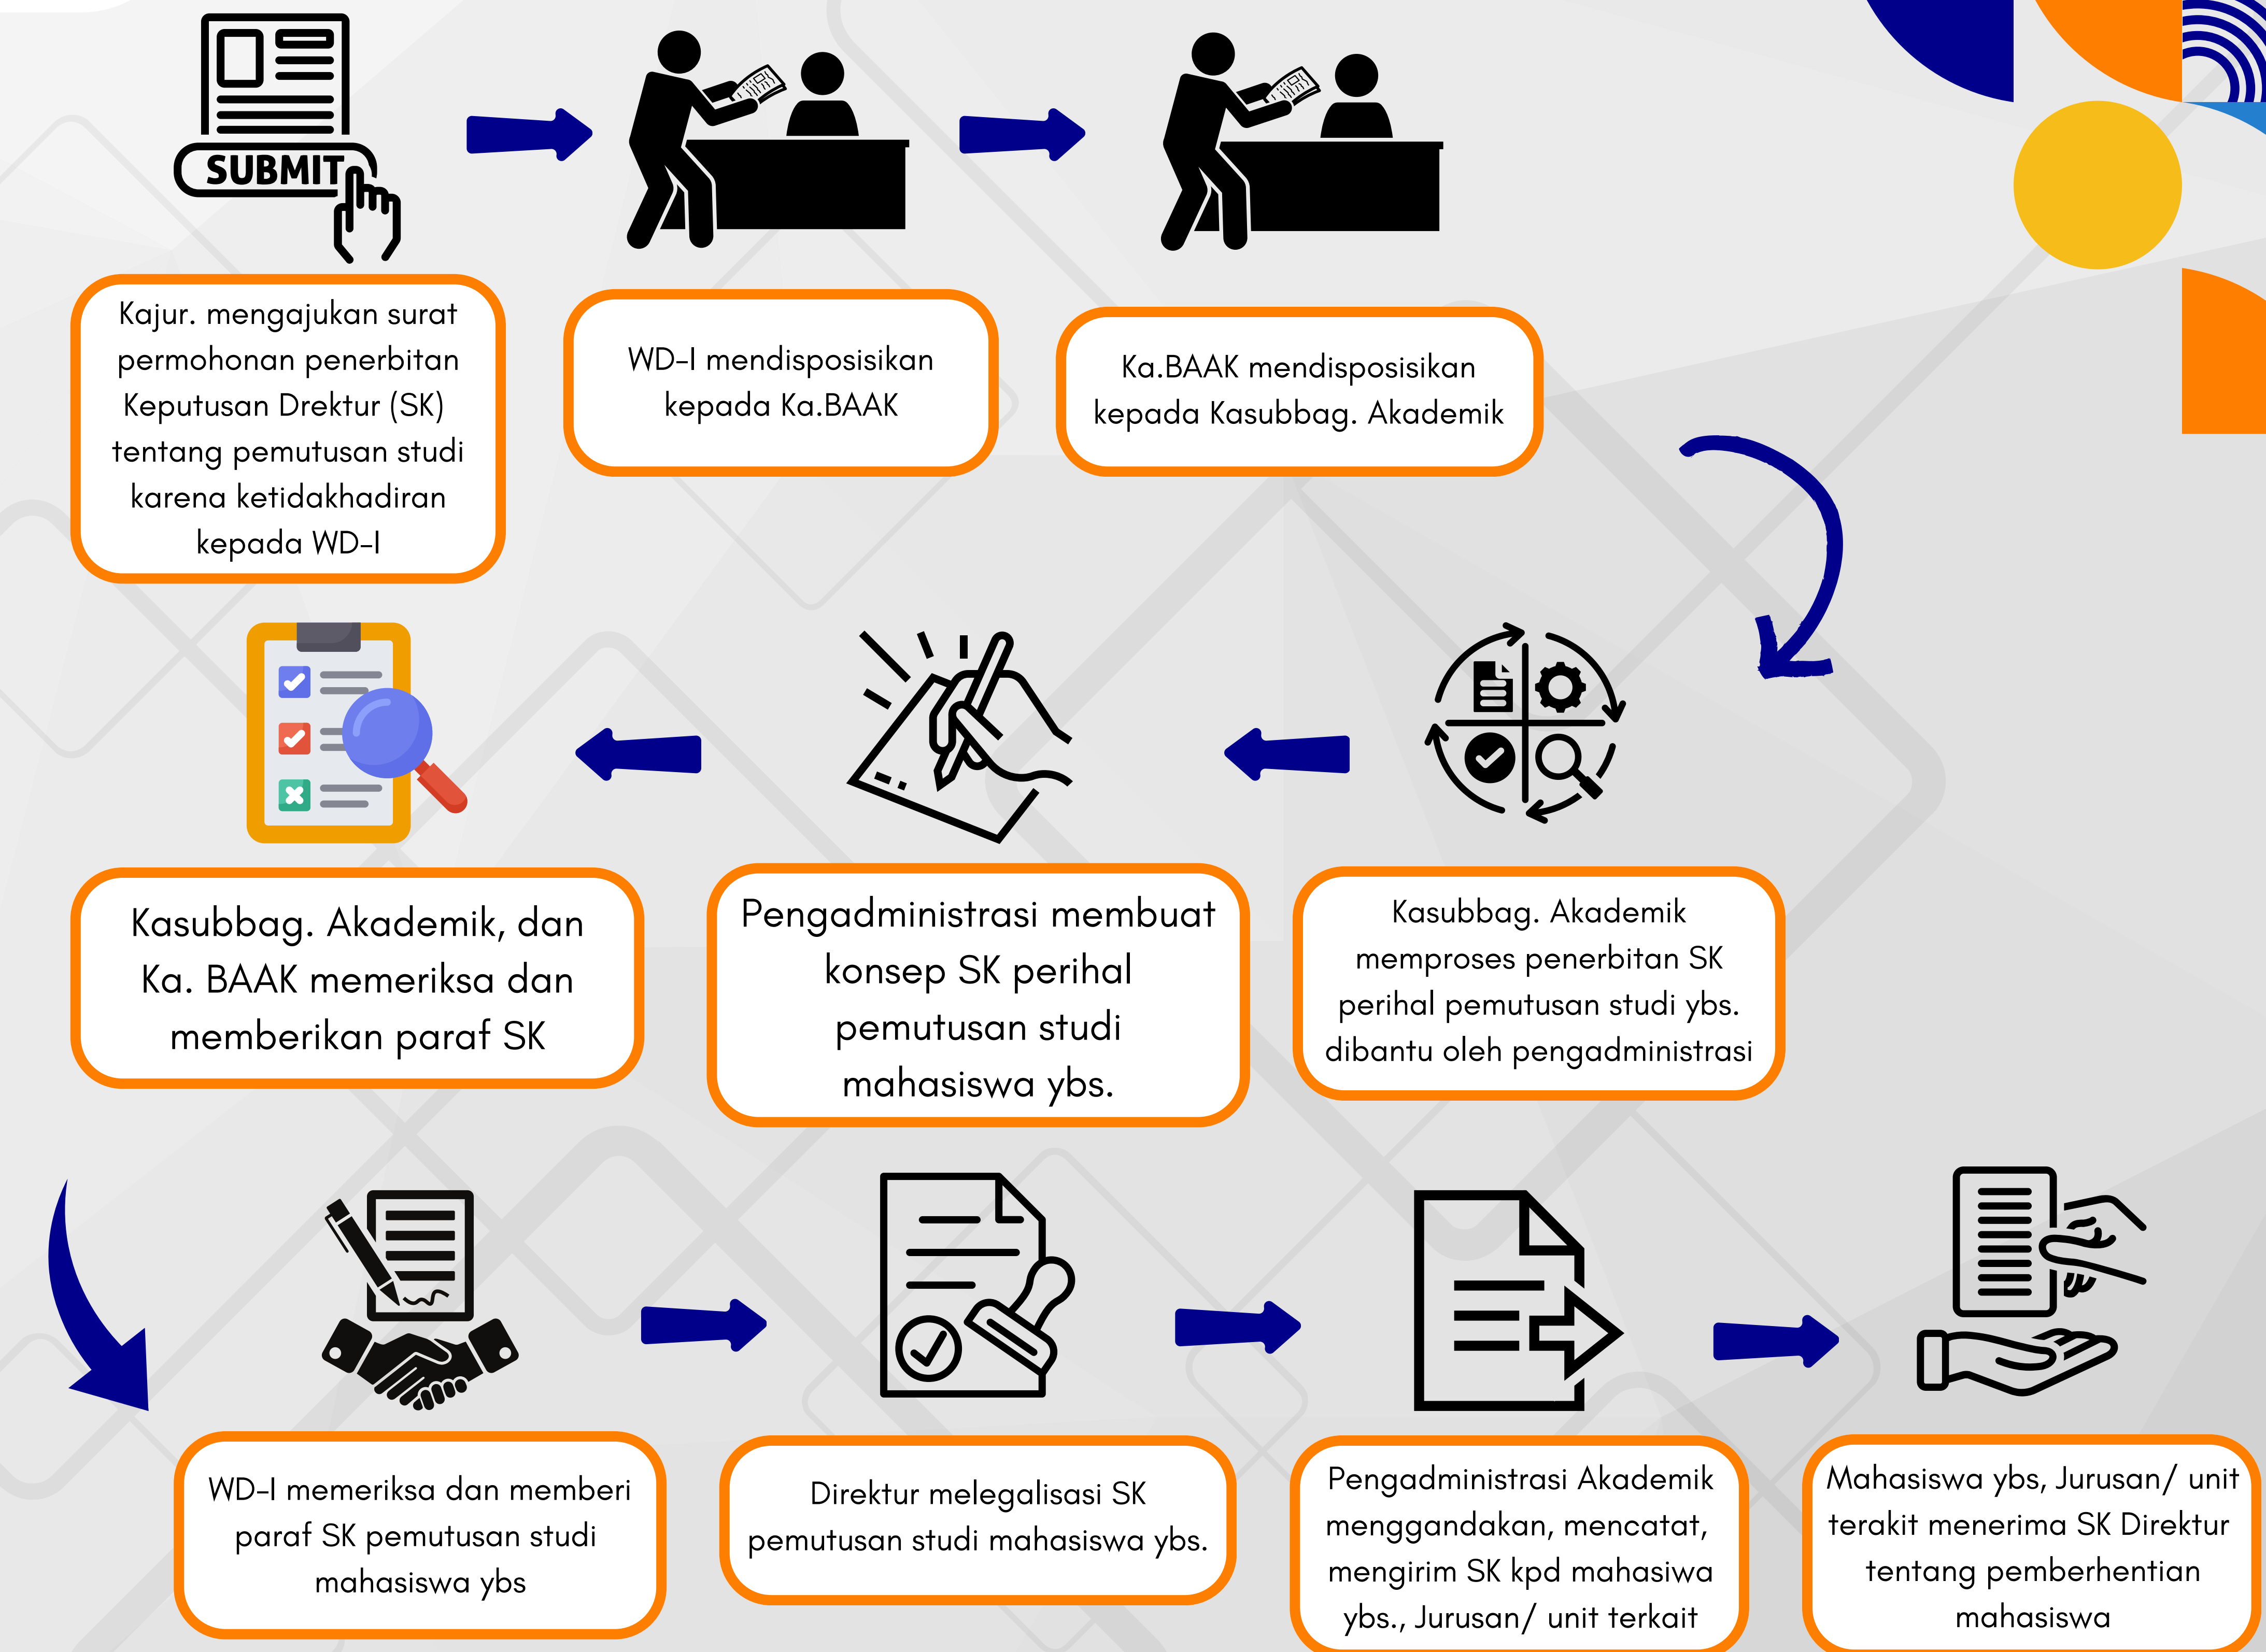 SUBMIT
Kajur. mengajukan surat
permohonan penerbitan
Keputusan Drektur (SK)
tentang pemutusan studi
karena ketidakhadiran
kepada WD-I
WD-I mendisposisikan
kepada Ka.BAAK
Ka.BAAK mendisposisikan
kepada Kasubbag. Akademik
Kasubbag. Akademik
memproses penerbitan SK
perihal pemutusan studi ybs.
dibantu oleh pengadministrasi
Pengadministrasi membuat
konsep SK perihal
pemutusan studi
mahasiswa ybs.
Kasubbag. Akademik, dan
Ka. BAAK memeriksa dan
memberikan paraf SK
WD-I memeriksa dan memberi
paraf SK pemutusan studi
mahasiswa ybs
Direktur melegalisasi SK
pemutusan studi mahasiswa ybs.
Pengadministrasi Akademik
menggandakan, mencatat,
mengirim SK kpd mahasiwa
ybs., Jurusan/ unit terkait
Mahasiswa ybs, Jurusan/ unit
terakit menerima SK Direktur
tentang pemberhentian
mahasiswa